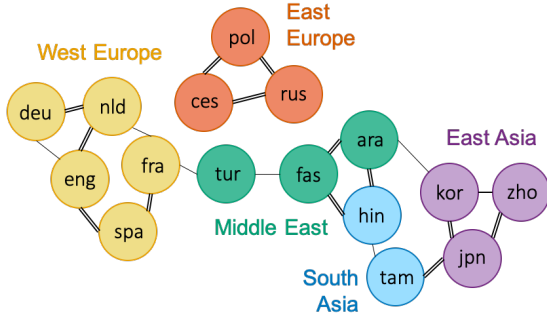 East
Europe
pol
West Europe
ces
rus
deu
nld
ara
East Asia
fra
eng
tur
fas
kor
zho
hin
spa
Middle East
jpn
South
Asia
tam